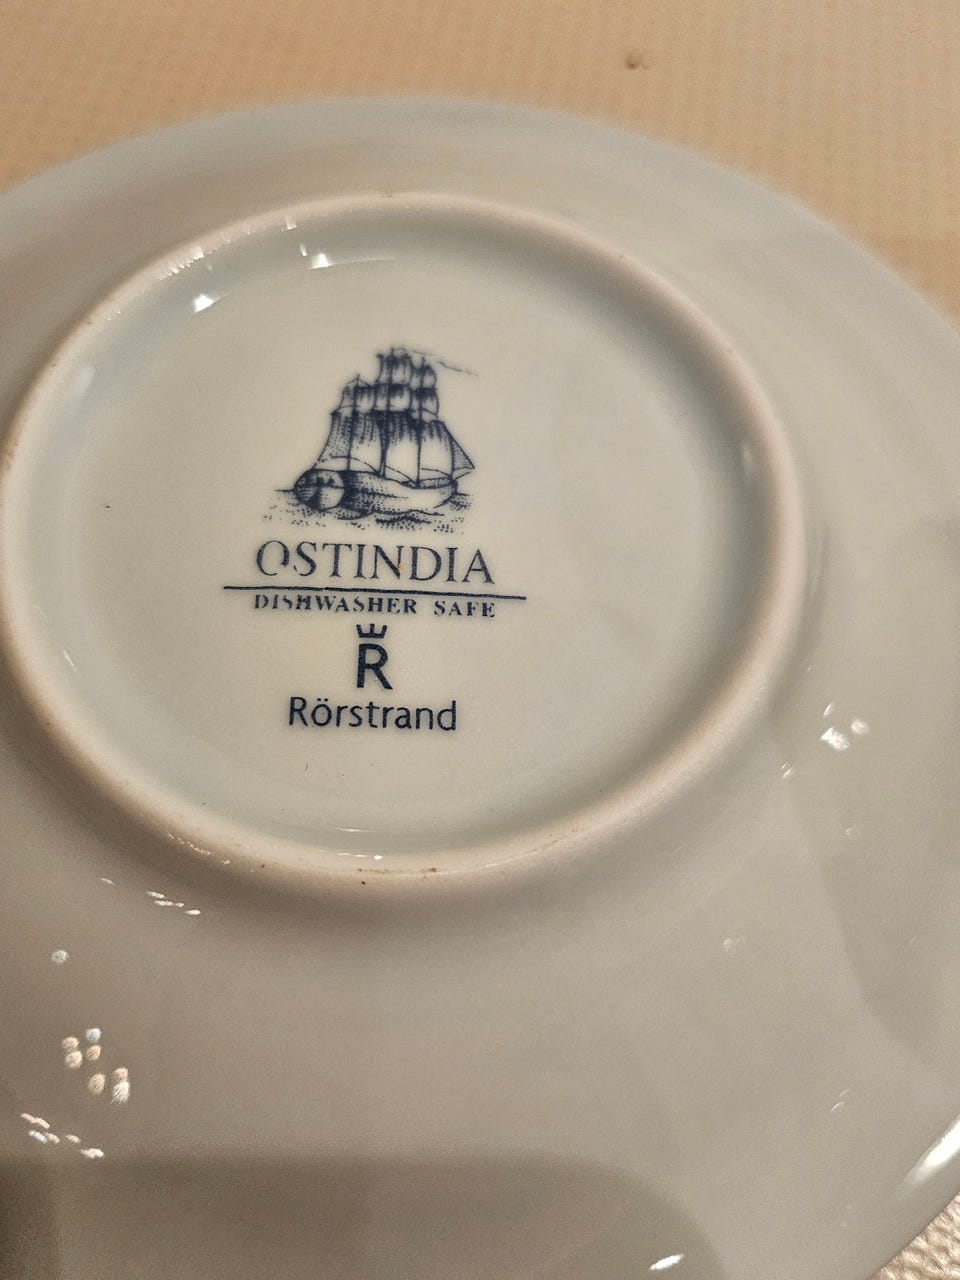 OSTINDIA
DISHWASHER SAFE
R
Rörstrand